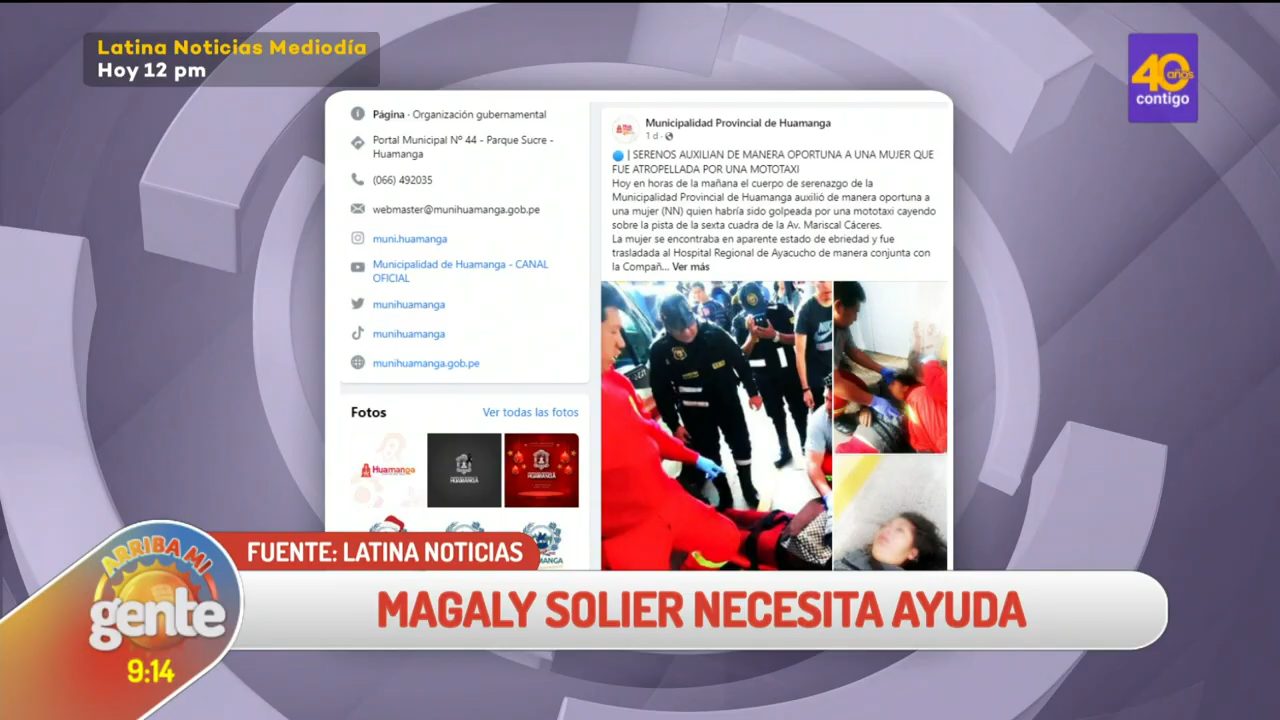 Latina Noticias Mediodía
Hoy 12 pm
40 años
contigo
Página · Organización gubernamental
Portal Municipal Nº 44 - Parque Sucre -
Huamanga
(066) 492035
webmaster@munihuamanga.gob.pe
muni.huamanga
Municipalidad de Huamanga - CANAL
OFICIAL
munihuamanga
munihuamanga
munihuamanga.gob.pe
Fotos
Ver todas las fotos
Huamanga
HUAMANGA
HUAMANGA
Municipalidad Provincial de Huamanga
1 d ·
| SERENOS AUXILIAN DE MANERA OPORTUNA A UNA MUJER QUE
FUE ATROPELLADA POR UNA MOTOTAXI
Hoy en horas de la mañana el cuerpo de serenazgo de la
Municipalidad Provincial de Huamanga auxilió de manera oportuna a
una mujer (NN) quien habría sido golpeada por una mototaxi cayendo
sobre la pista de la sexta cuadra de la Av. Mariscal Cáceres.
La mujer se encontraba en aparente estado de ebriedad y fue
trasladada al Hospital Regional de Ayacucho de manera conjunta con
la Compañ... Ver más
FUENTE: LATINA NOTICIAS
MAGALY SOLIER NECESITA AYUDA
ARRIBA MI
gente
9:14